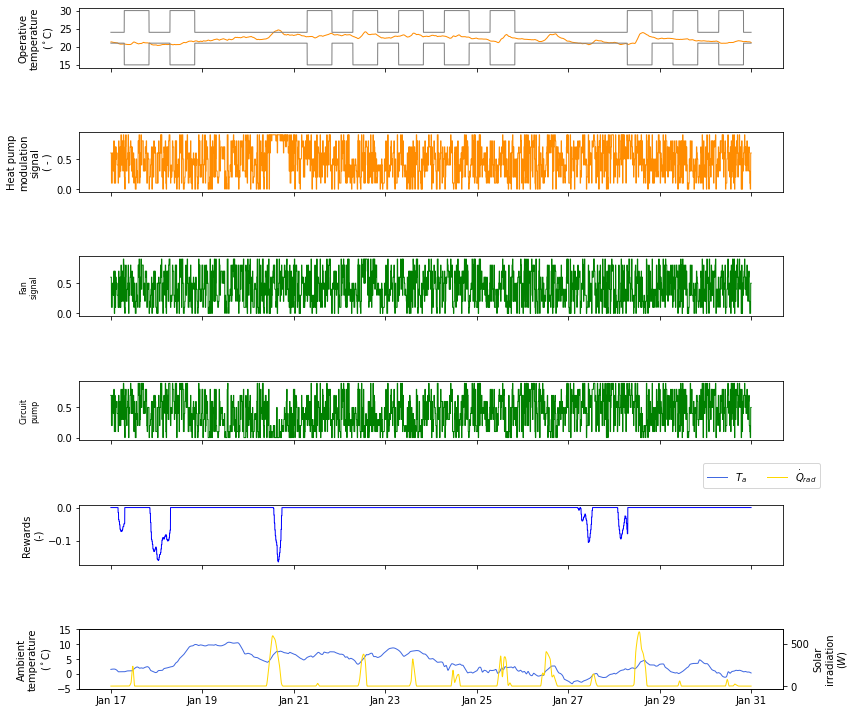 Operative
temperature
(°C)
30
25
20
15
Heat pump
modulation
signal
( - )
0.5
0.0
Fan
signal
0.5
0.0
Circuit
pump
0.5
0.0
T_a
Q̇_rad
Rewards
(-)
0.0
−0.1
Ambient
temperature
(°C)
15
10
5
0
−5
500
0
Solar
irradiation
(W)
Jan 17 Jan 19 Jan 21 Jan 23 Jan 25 Jan 27 Jan 29 Jan 31